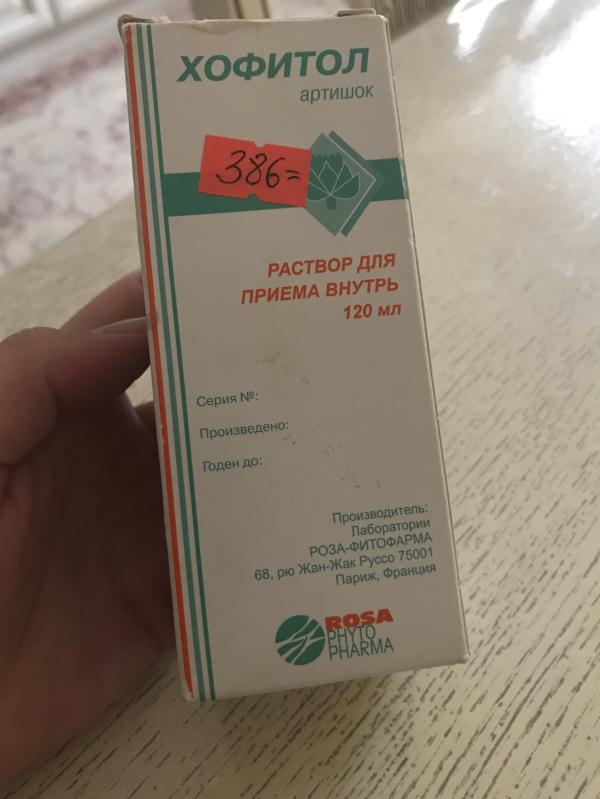 ХОФИТОЛ
артишок
386=
РАСТВОР ДЛЯ
ПРИЕМА ВНУТРЬ
120 мл
Серия №:
Произведено:
Годен до:
Производитель:
Лаборатории
РОЗА-ФИТОФАРМА
68, рю Жан-Жак Руссо 75001
Париж, Франция
ROSA
PHYTO
PHARMA